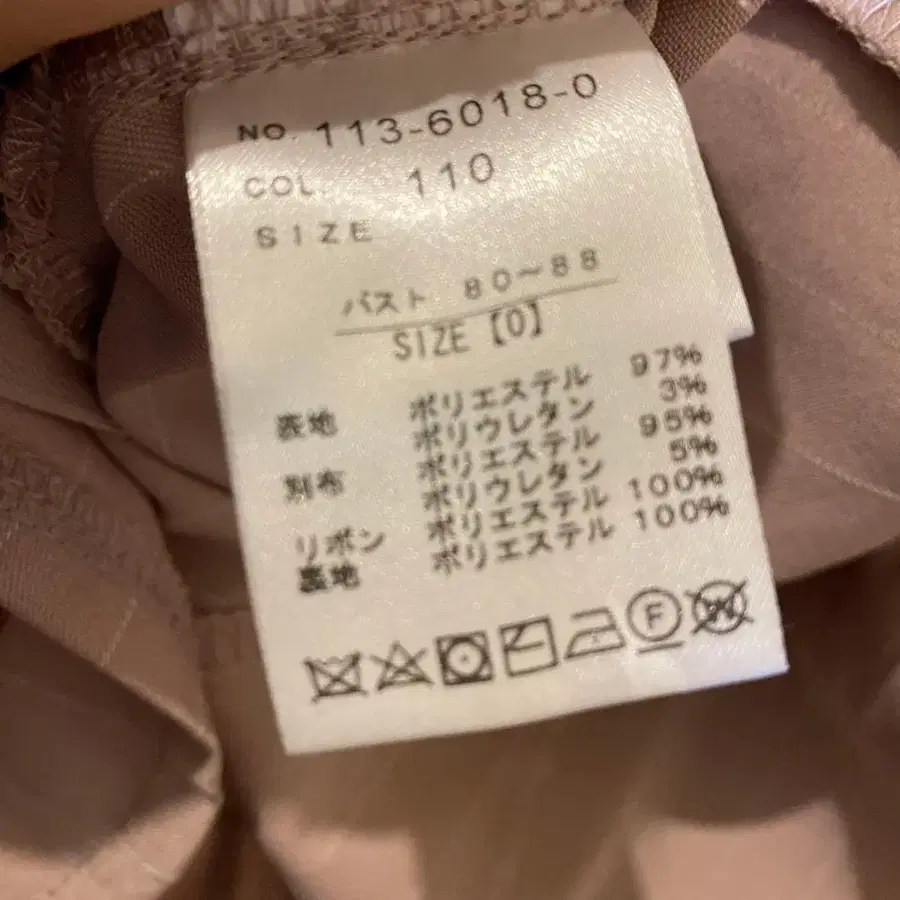 NO. 113-6018-0
COL. 110
SIZE
バスト 80～88
SIZE【0】
表地 ポリエステル 97%
ポリウレタン 3%
別布 ポリエステル 95%
ポリウレタン 5%
リボン ポリエステル 100%
裏地 ポリエステル 100%
F W